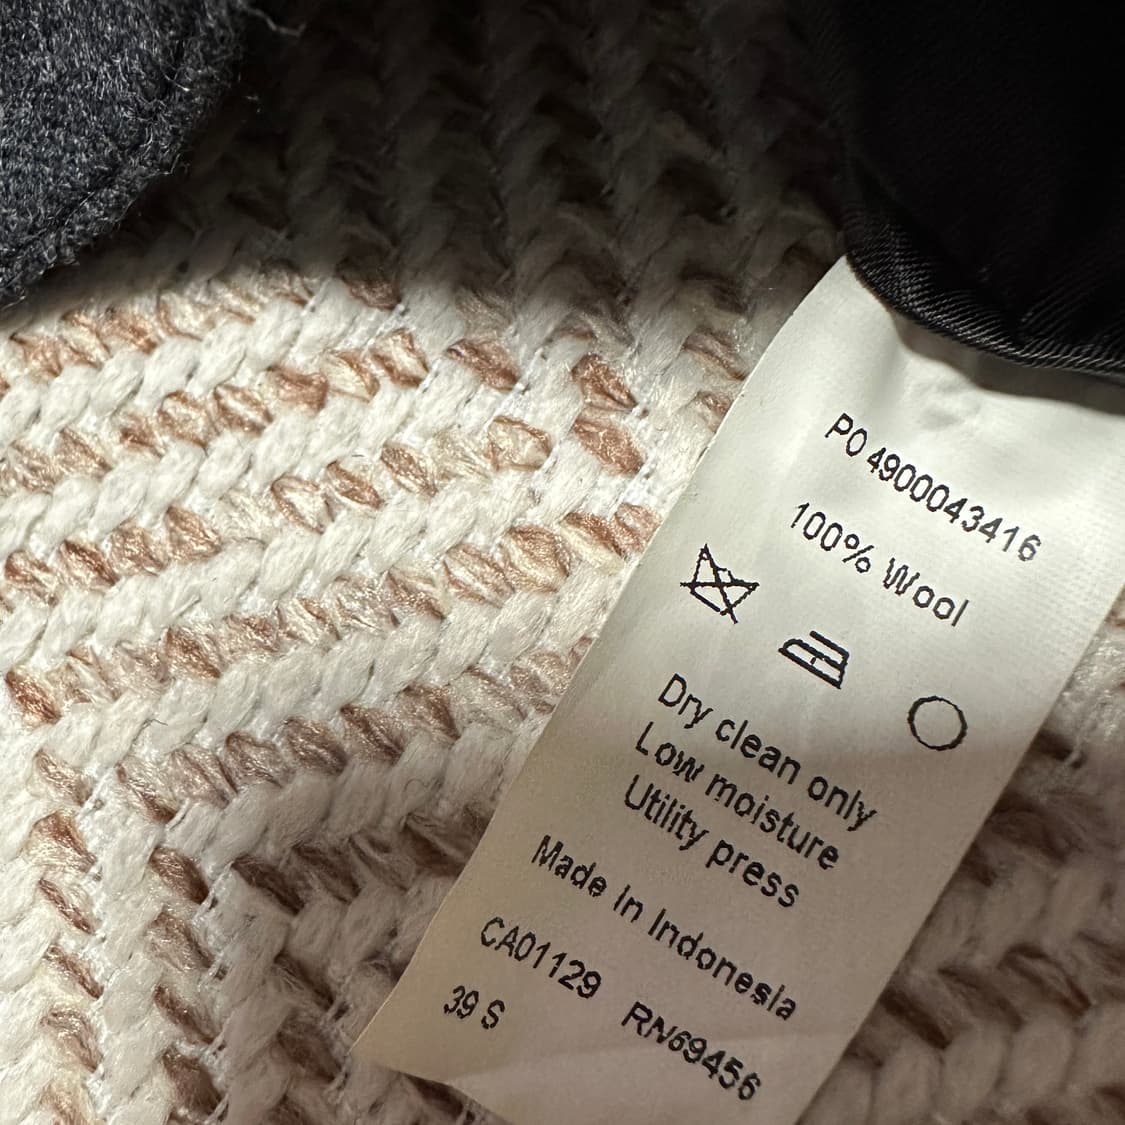 PO 4900043416
100% Wool
Dry clean only
Low moisture
Utility press
Made in Indonesia
CA01129 RN69456
39 S